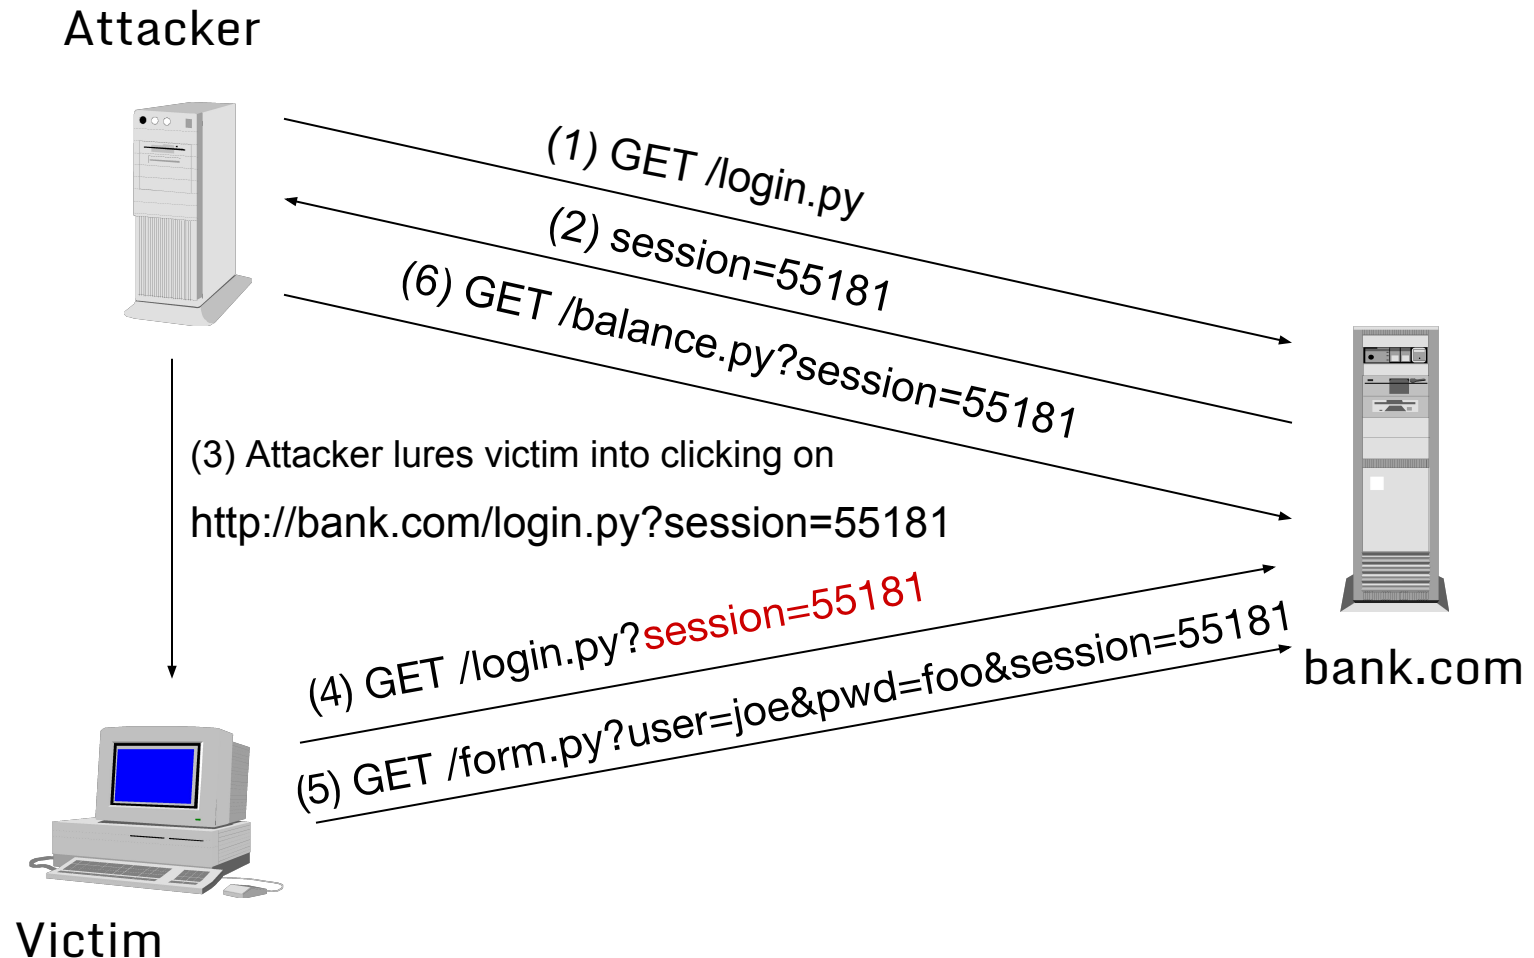 Attacker
(1) GET /login.py
(2) session=55181
(6) GET /balance.py?session=55181
(3) Attacker lures victim into clicking on
http://bank.com/login.py?session=55181
(4) GET /login.py?session=55181
(5) GET /form.py?user=joe&pwd=foo&session=55181
bank.com
Victim